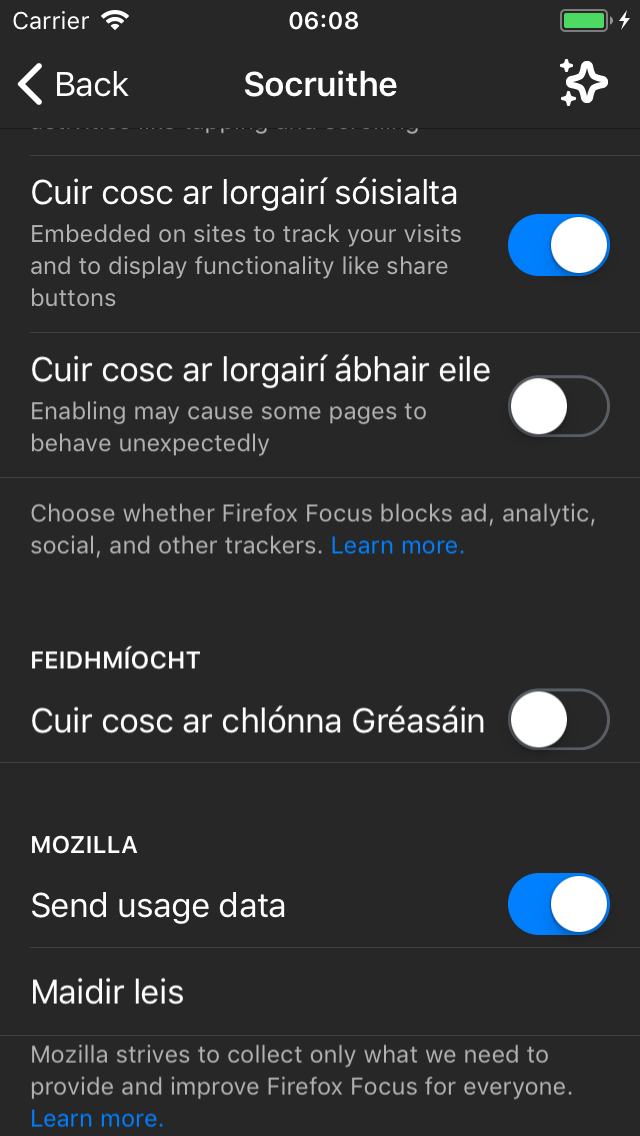 Carrier 06:08
Back Socruithe
Cuir cosc ar lorgairí sóisialta
Embedded on sites to track your visits
and to display functionality like share
buttons
Cuir cosc ar lorgairí ábhair eile
Enabling may cause some pages to
behave unexpectedly
Choose whether Firefox Focus blocks ad, analytic,
social, and other trackers. Learn more.
FEIDHMÍOCHT
Cuir cosc ar chlónna Gréasáin
MOZILLA
Send usage data
Maidir leis
Mozilla strives to collect only what we need to
provide and improve Firefox Focus for everyone.
Learn more.